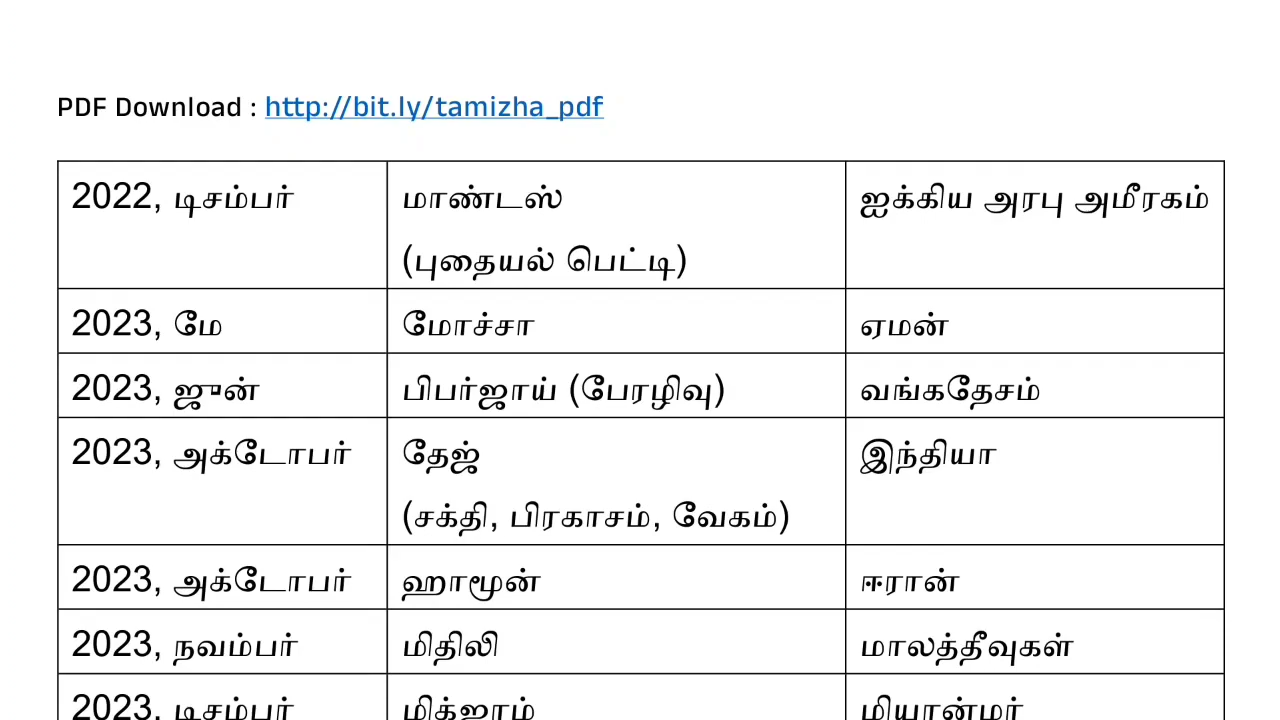 PDF Download : http://bit.ly/tamizha_pdf
2022, டிசம்பர் மாண்டஸ் ஐக்கிய அரபு அமீரகம்
(புதையல் பெட்டி)
2023, மே மோச்சா ஏமன்
2023, ஜுன் பிபர்ஜாய் (பேரழிவு) வங்கதேசம்
2023, அக்டோபர் தேஜ் இந்தியா
(சக்தி, பிரகாசம், வேகம்)
2023, அக்டோபர் ஹாமூன் ஈரான்
2023, நவம்பர் மிதிலி மாலத்தீவுகள்
2023, டிசம்பர் மிக்ஜாம் மியான்மர்